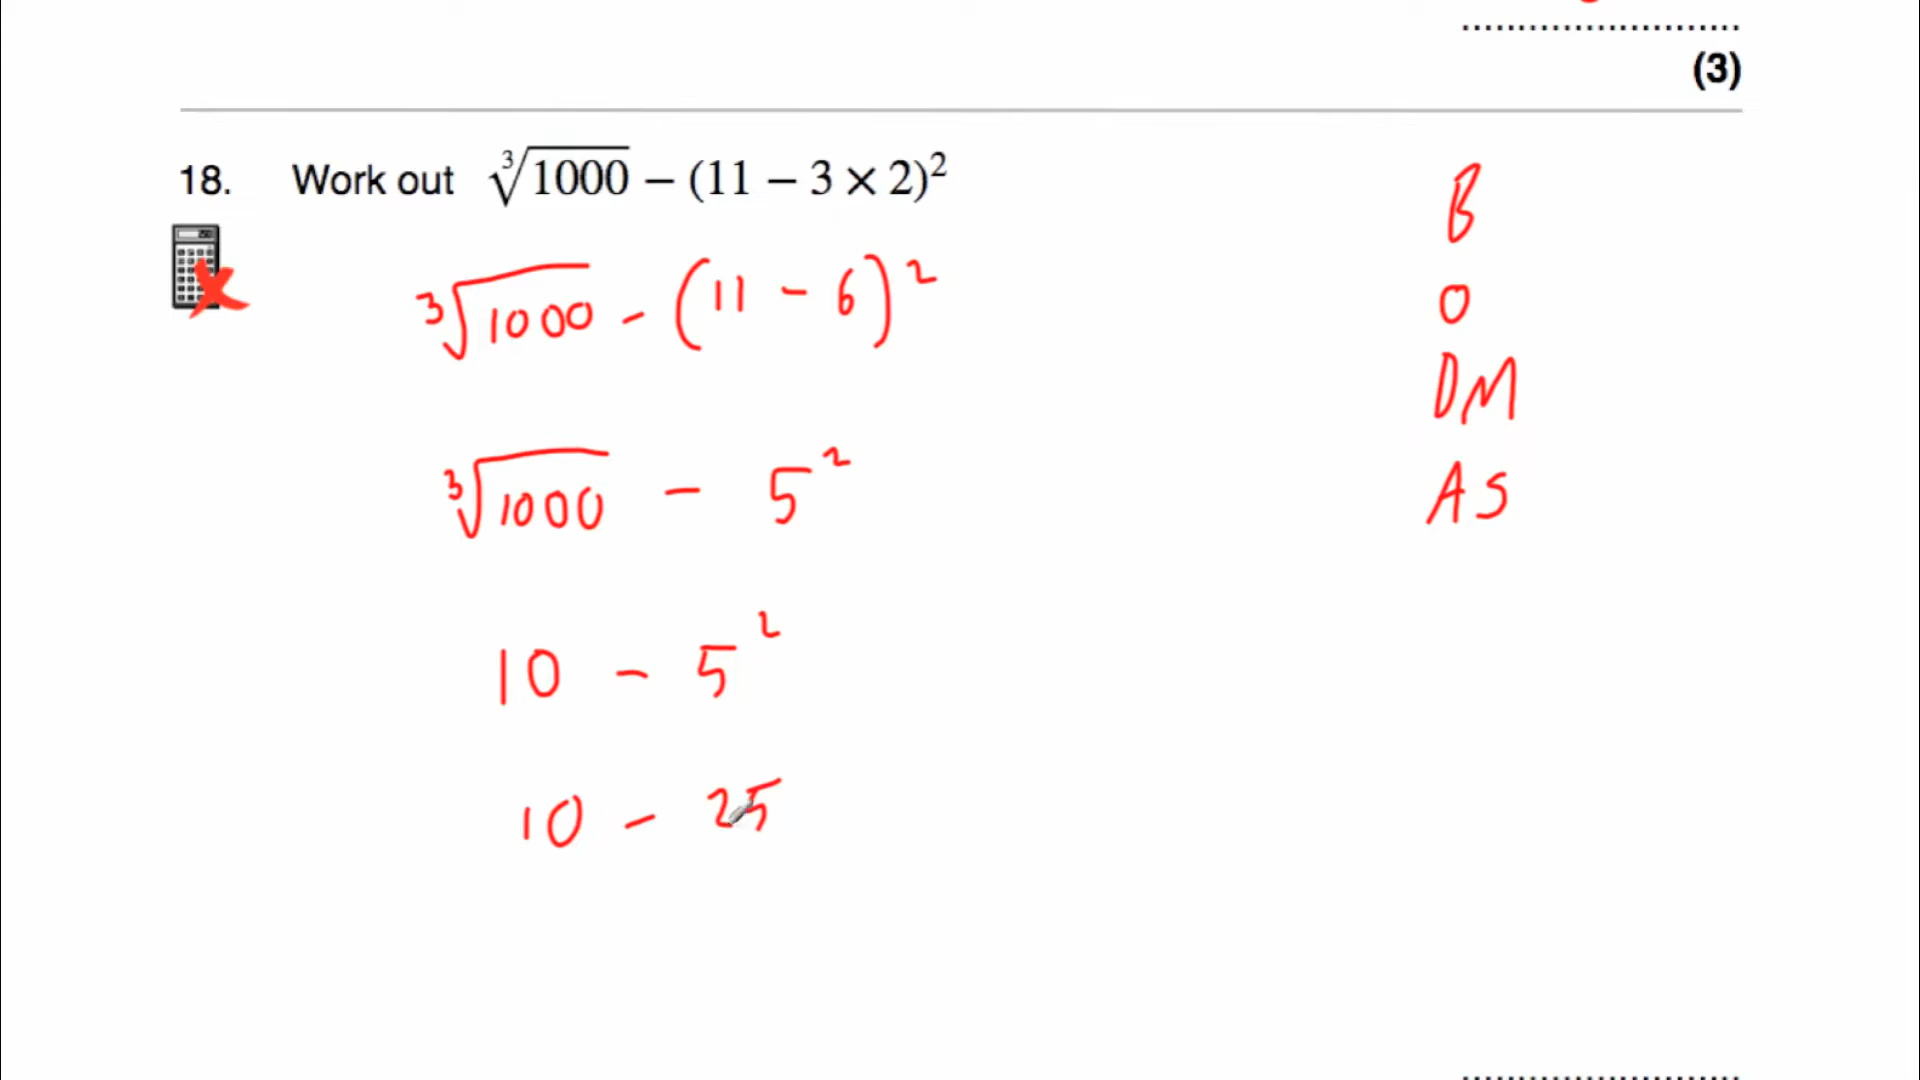 (3)
18. Work out ∛1000 − (11 − 3 × 2)²
∛1000 - (11 - 6)²
∛1000 - 5²
10 - 5²
10 - 25
B
O
DM
AS